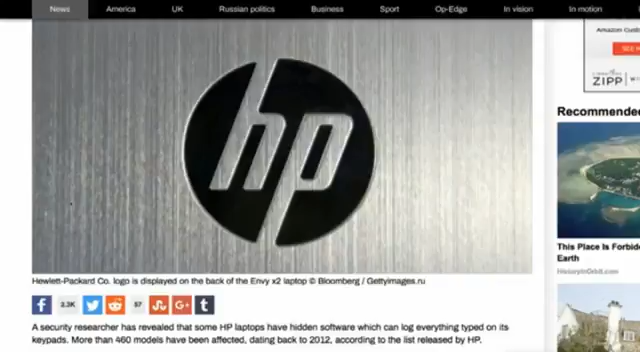 News America UK Russian politics Business Sport Op-Edge In vision In motion
Amazon Cust
SEE
ZIPP
hp
Recommended
Hewlett-Packard Co. logo is displayed on the back of the Envy x2 laptop © Bloomberg / Gettyimages.ru
This Place Is Forbid
Earth
HistoryInOrbit.com
f 3.3K 57 G+ t
A security researcher has revealed that some HP laptops have hidden software which can log everything typed on its
keypads. More than 460 models have been affected, dating back to 2012, according to the list released by HP.